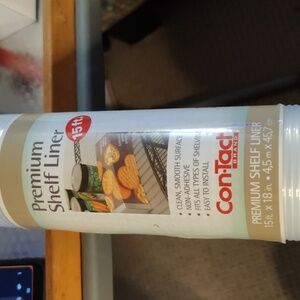 Premium
Shelf Liner
15ft
• CLEAN, SMOOTH SURFACE
• NON-ADHESIVE
• FITS ALL TYPES OF SHELVING
• EASY TO INSTALL
Con-Tact
BRAND
PREMIUM SHELF LINER
15 ft. x 18 in. • 4,5 m x 45,7 cm